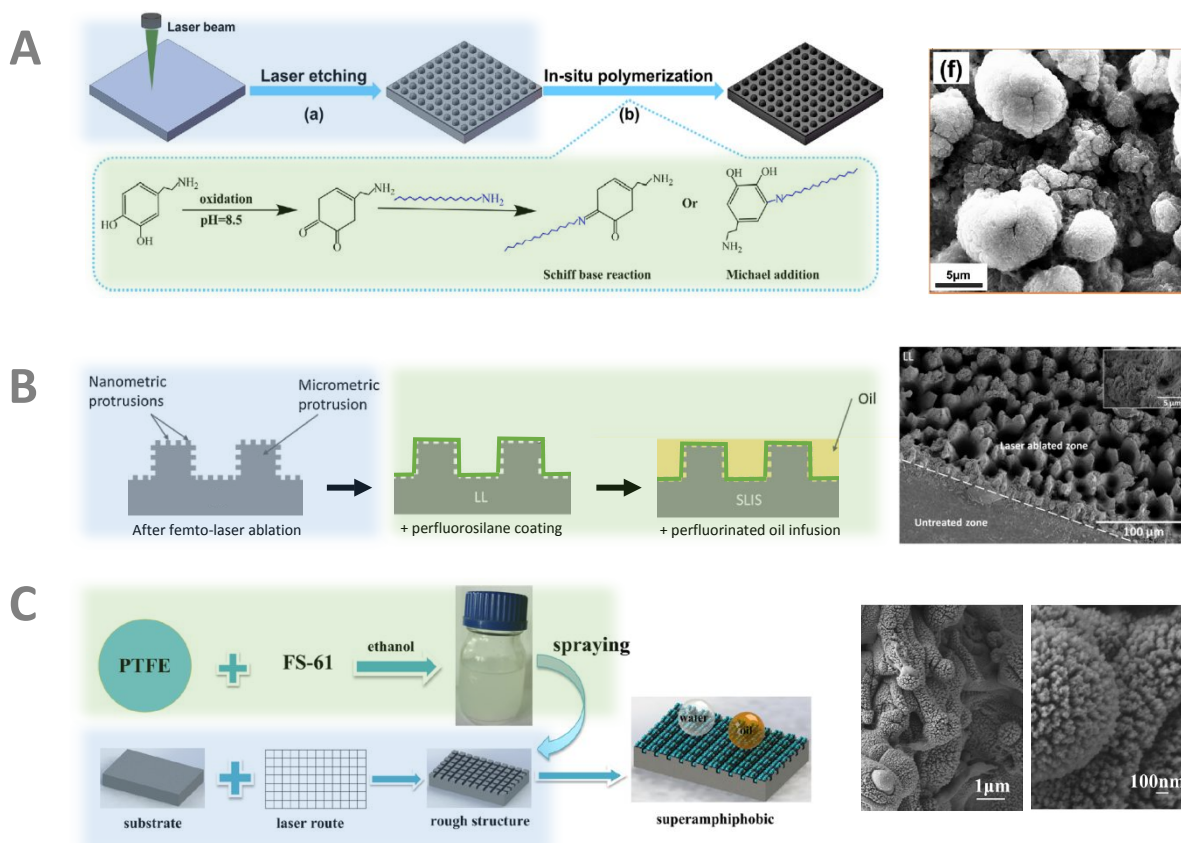 A
Laser beam
Laser etching
(a)
In-situ polymerization
(b)
(f)
5μm
NH2
HO
OH
oxidation
pH=8.5
NH2
O
O
NH2
NH2
N
O
Schiff base reaction
Or
OH
OH
N
NH2
Michael addition
B
Nanometric
protrusions
Micrometric
protrusion
After femto-laser ablation
LL
+ perfluorosilane coating
Oil
SLIS
+ perfluorinated oil infusion
LL
5 μm
Laser ablated zone
Untreated zone
100 μm
C
PTFE
FS-61
ethanol
spraying
substrate
laser route
rough structure
water
oil
superamphiphobic
1μm
100nm